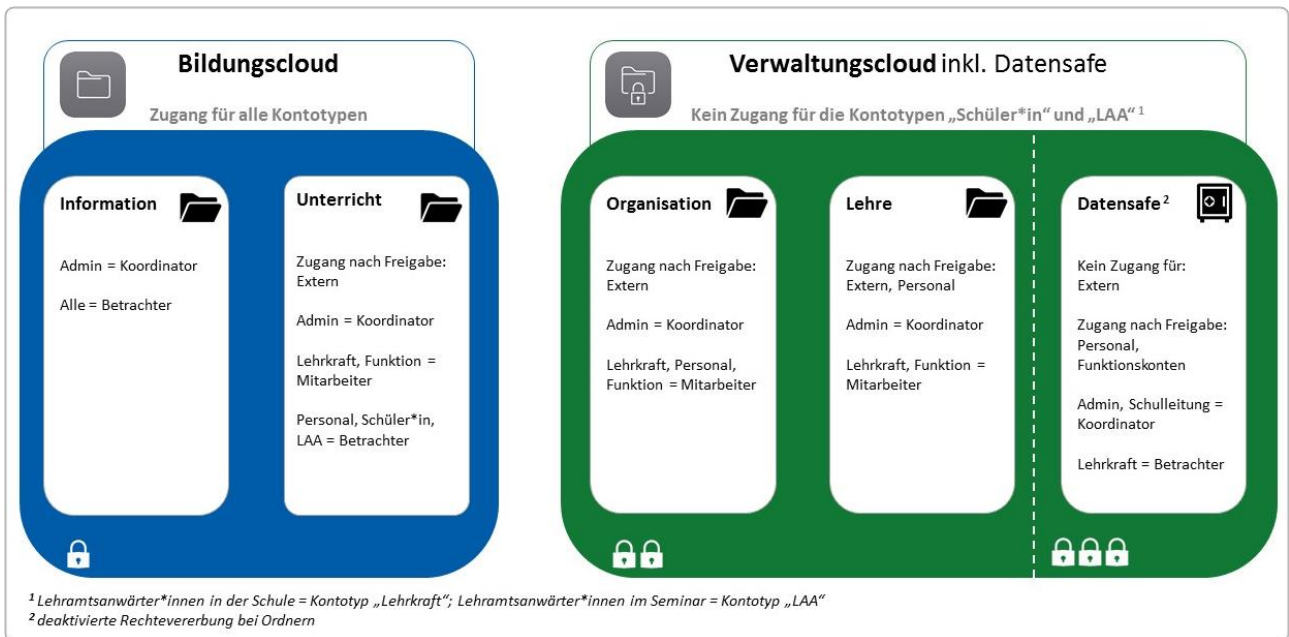 Bildungscloud
Zugang für alle Kontotypen
Information
Admin = Koordinator
Alle = Betrachter
Unterricht
Zugang nach Freigabe:
Extern
Admin = Koordinator
Lehrkraft, Funktion =
Mitarbeiter
Personal, Schüler*in,
LAA = Betrachter
Verwaltungscloud inkl. Datensafe
Kein Zugang für die Kontotypen „Schüler*in“ und „LAA“ ¹
Organisation
Zugang nach Freigabe:
Extern
Admin = Koordinator
Lehrkraft, Personal,
Funktion = Mitarbeiter
Lehre
Zugang nach Freigabe:
Extern, Personal
Admin = Koordinator
Lehrkraft, Funktion =
Mitarbeiter
Datensafe ²
Kein Zugang für:
Extern
Zugang nach Freigabe:
Personal,
Funktionskonten
Admin, Schulleitung =
Koordinator
Lehrkraft = Betrachter
¹ Lehramtsanwärter*innen in der Schule = Kontotyp „Lehrkraft“; Lehramtsanwärter*innen im Seminar = Kontotyp „LAA“
² deaktivierte Rechtevererbung bei Ordnern